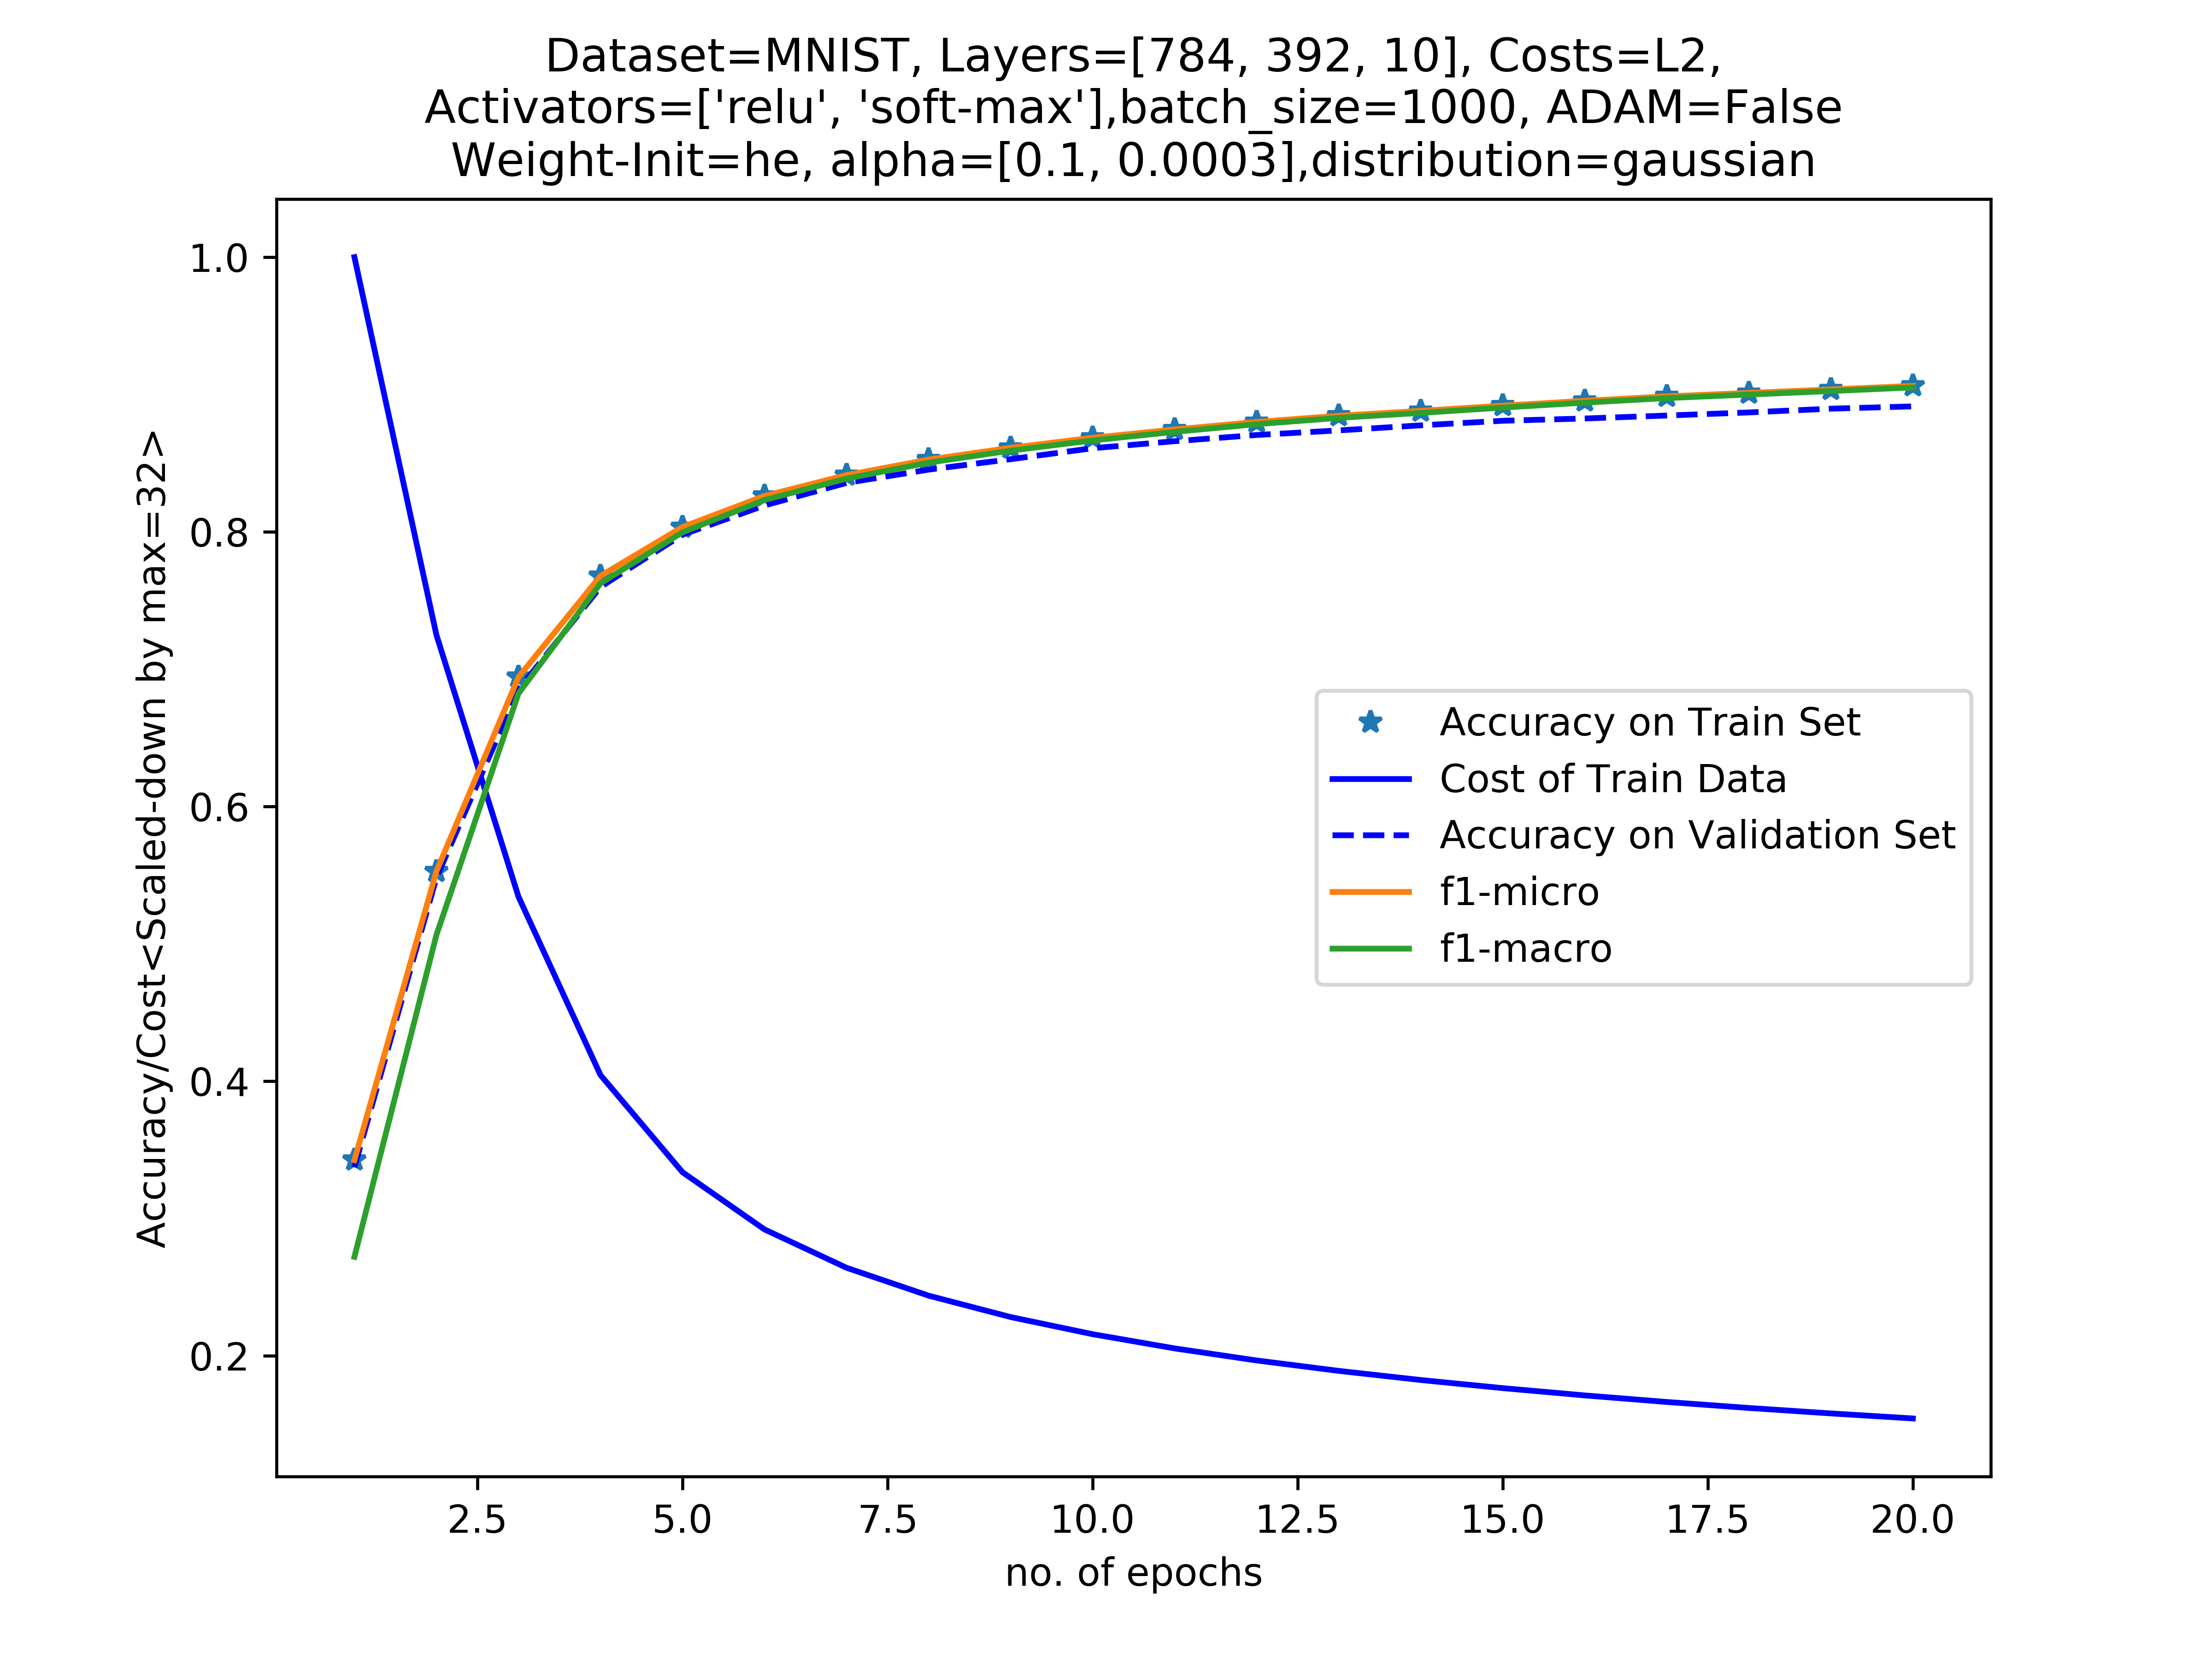 Dataset=MNIST, Layers=[784, 392, 10], Costs=L2,
Activators=['relu', 'soft-max'],batch_size=1000, ADAM=False
Weight-Init=he, alpha=[0.1, 0.0003],distribution=gaussian
Accuracy/Cost<Scaled-down by max=32>
1.0
0.8
0.6
0.4
0.2
Accuracy on Train Set
Cost of Train Data
Accuracy on Validation Set
f1-micro
f1-macro
2.5 5.0 7.5 10.0 12.5 15.0 17.5 20.0
no. of epochs